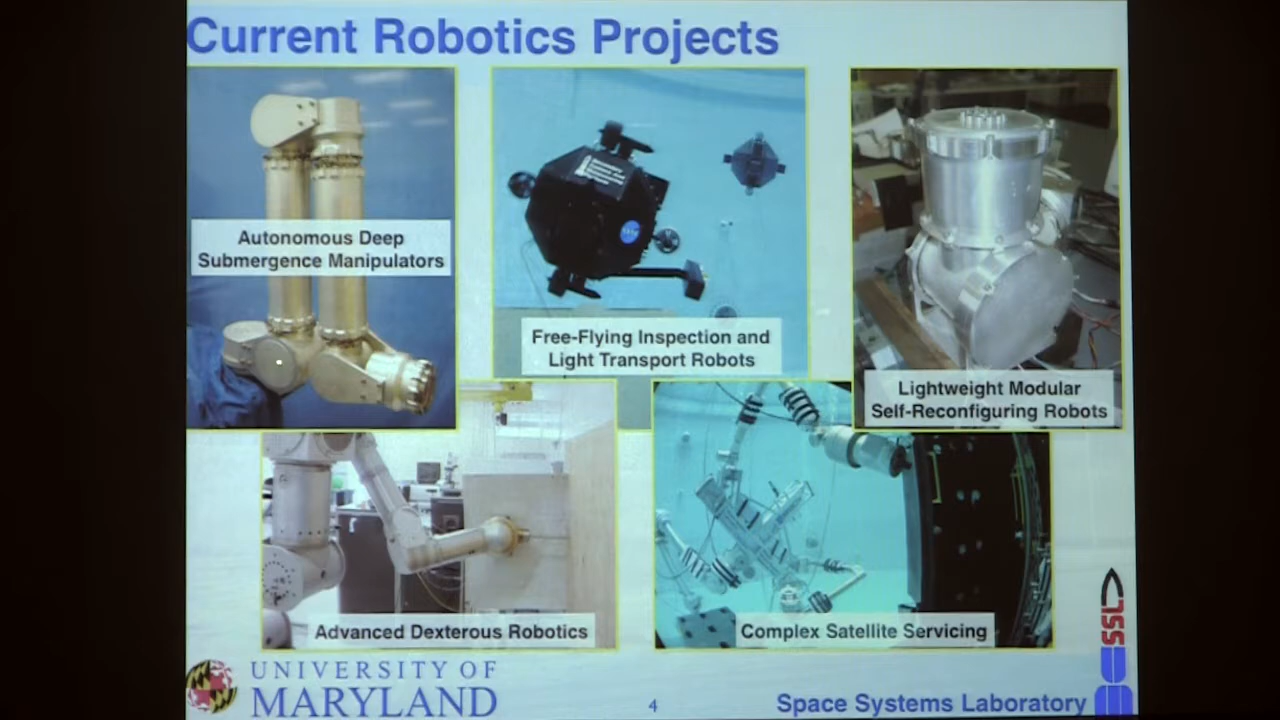 Current Robotics Projects
Autonomous Deep
Submergence Manipulators
Free-Flying Inspection and
Light Transport Robots
Lightweight Modular
Self-Reconfiguring Robots
Advanced Dexterous Robotics
Complex Satellite Servicing
UNIVERSITY OF
MARYLAND
4
Space Systems Laboratory
SSL